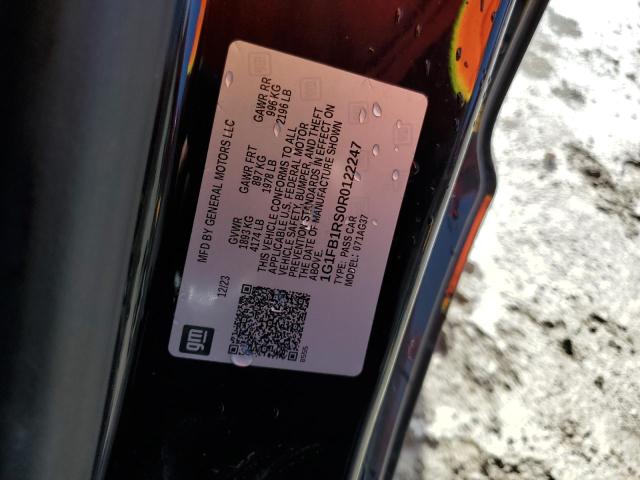 MFD BY GENERAL MOTORS LLC
gm
12/23
GVWR
1893 KG
4174 LB
GAWR FRT
897 KG
1978 LB
GAWR RR
996 KG
2196 LB
THIS VEHICLE CONFORMS TO ALL
APPLICABLE U.S. FEDERAL MOTOR
VEHICLE SAFETY, BUMPER, AND THEFT
PREVENTION STANDARDS IN EFFECT ON
THE DATE OF MANUFACTURE SHOWN
ABOVE.
1G1FB1RS0R0122247
TYPE: PASS CAR
MODEL: 071AG37